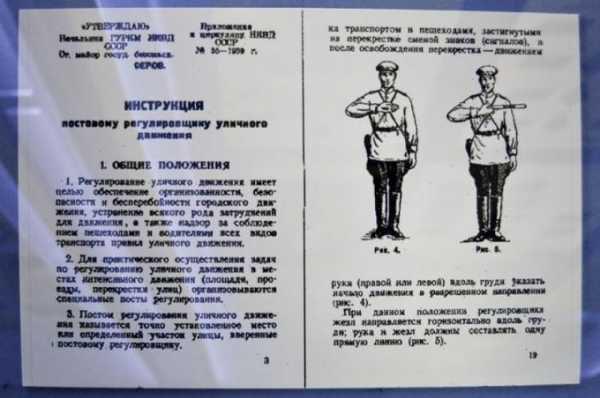 «УТВЕРЖДАЮ»
Начальник ГУРКМ НКВД
СССР
Ст. майор госуд. безопасн.
СЕРОВ.
Приложение
к циркуляру НКВД
СССР
№ 55—1939 г.
ИНСТРУКЦИЯ
постовому регулировщику уличного
движения
1. ОБЩИЕ ПОЛОЖЕНИЯ
1. Регулирование уличного движения имеет
целью обеспечение организованности, безо-
пасности и бесперебойности городского дви-
жения, устранение всякого рода затруднений
для движения, а также надзор за соблюде-
нием пешеходами и водителями всех видов
транспорта правил уличного движения.
2. Для практического осуществления задач
по регулированию уличного движения в ме-
стах интенсивного движения (площади, про-
езды, перекрестки улиц) организовываются
специальные посты регулирования.
3. Постом регулирования уличного движе-
ния называется точно установленное место
или определенный участок улицы, вверенные
постовому регулировщику.
3
ка транспортом и пешеходами, застигнутыми
на перекрестке сменой знаков (сигналов), а
после освобождения перекрестка — движением
Рис. 4.
Рис. 5.
руки (правой или левой) вдоль груди указать
начало движения в разрешенном направлении
(рис. 4).
При данном положении регулировщика
жезл направляется горизонтально вдоль гру-
ди; рука и жезл должны составлять одну
прямую линию (рис. 5).
19